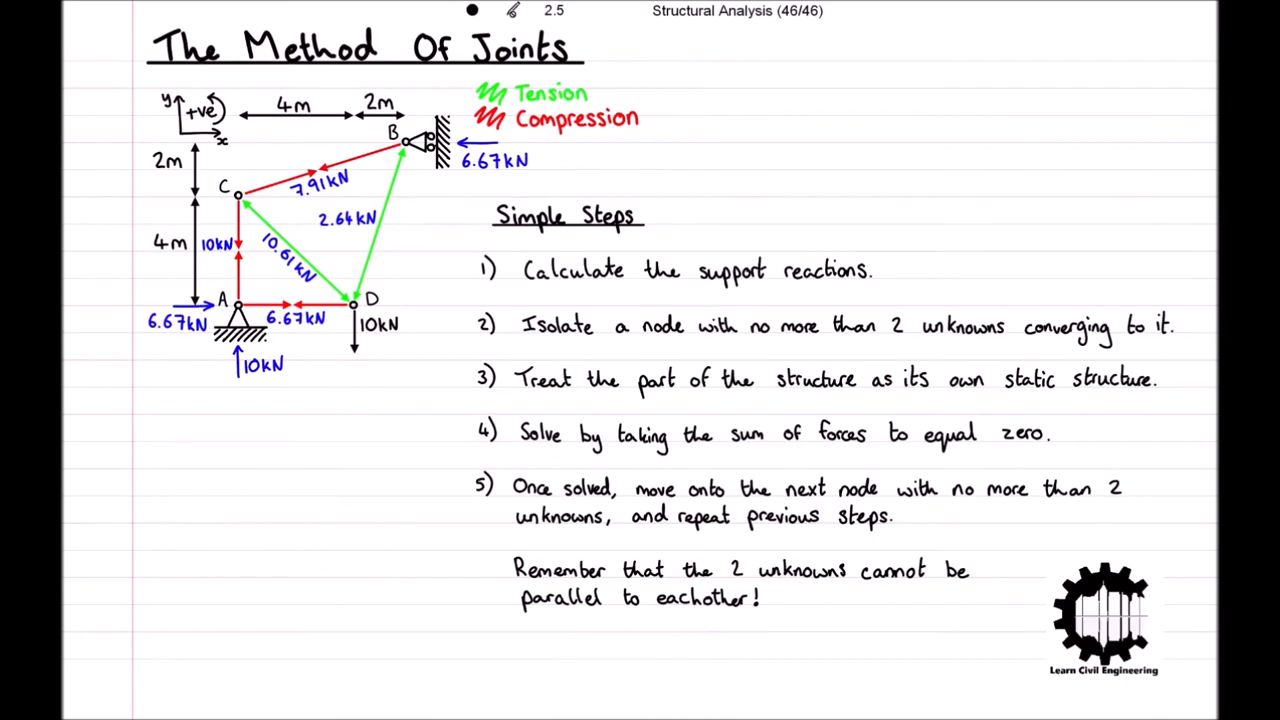 2.5
Structural Analysis (46/46)
The Method Of Joints
Tension
Compression
y
+ve
x
4m
2m
B
6.67kN
2m
C
7.91kN
2.64kN
4m
10kN
10.61kN
A
D
6.67kN
6.67kN
10kN
10kN
Simple Steps
1) Calculate the support reactions.
2) Isolate a node with no more than 2 unknowns converging to it.
3) Treat the part of the structure as its own static structure.
4) Solve by taking the sum of forces to equal zero.
5) Once solved, move onto the next node with no more than 2
unknowns, and repeat previous steps.
Remember that the 2 unknowns cannot be
parallel to eachother!
Learn Civil Engineering